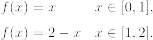 f(x) = x x ∈ [0, 1],
f(x) = 2 − x x ∈ [1, 2].